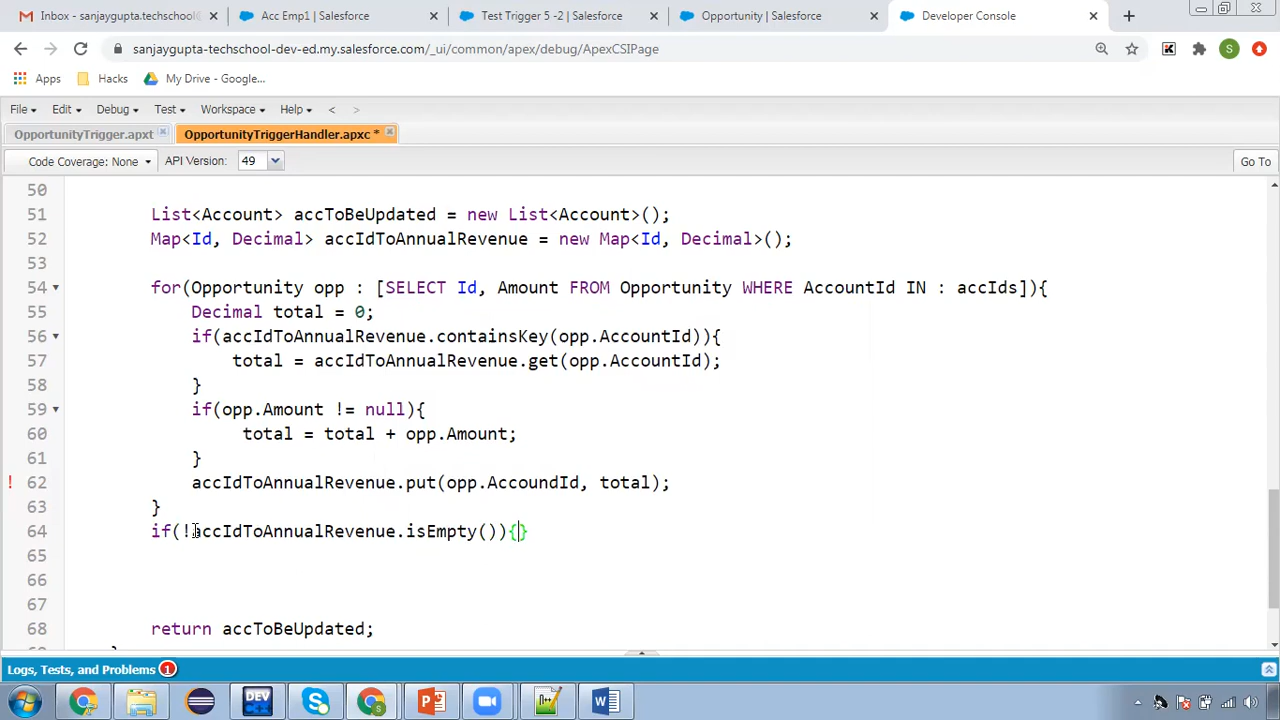 Inbox - sanjaygupta.techschool@
Acc Emp1 | Salesforce
Test Trigger 5 -2 | Salesforce
Opportunity | Salesforce
Developer Console
sanjaygupta-techschool-dev-ed.my.salesforce.com/_ui/common/apex/debug/ApexCSIPage
S
Apps
Hacks
My Drive - Google...
File
Edit
Debug
Test
Workspace
Help
<
>
OpportunityTrigger.apxt
OpportunityTriggerHandler.apxc *
Code Coverage: None
API Version:
49
Go To
50
51 List<Account> accToBeUpdated = new List<Account>();
52 Map<Id, Decimal> accIdToAnnualRevenue = new Map<Id, Decimal>();
53
54 for(Opportunity opp : [SELECT Id, Amount FROM Opportunity WHERE AccountId IN : accIds]){
55 Decimal total = 0;
56 if(accIdToAnnualRevenue.containsKey(opp.AccountId)){
57 total = accIdToAnnualRevenue.get(opp.AccountId);
58 }
59 if(opp.Amount != null){
60 total = total + opp.Amount;
61 }
! 62 accIdToAnnualRevenue.put(opp.AccoundId, total);
63 }
64 if(!accIdToAnnualRevenue.isEmpty()){}
65
66
67
68 return accToBeUpdated;
Logs, Tests, and Problems 1
DEV